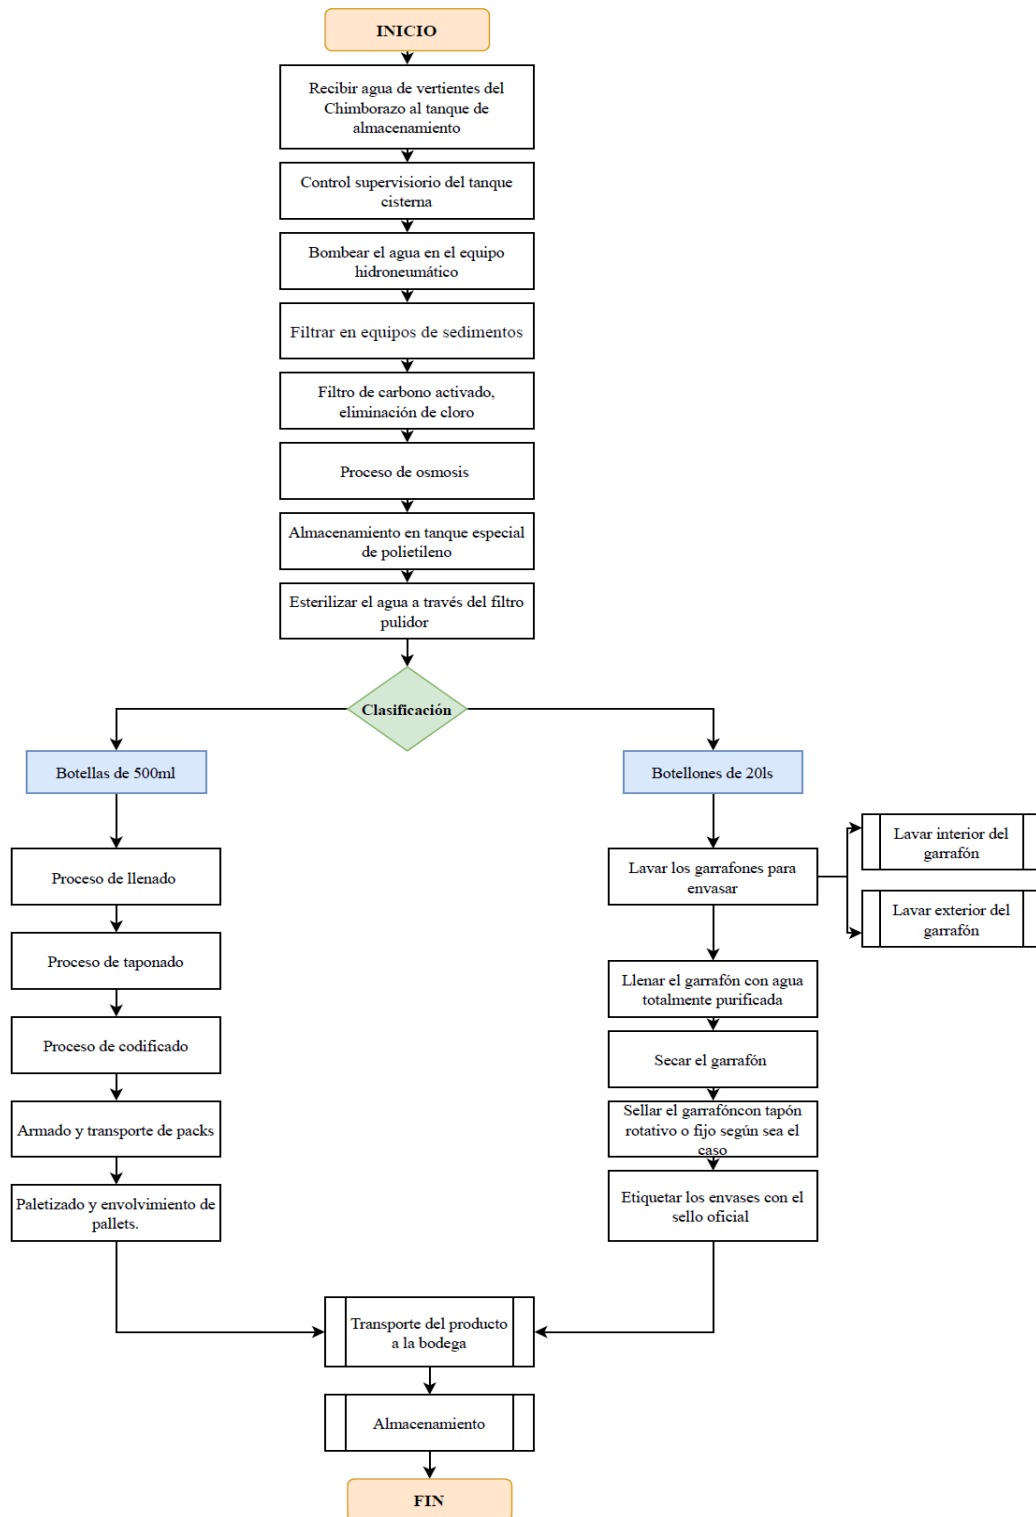 INICIO
Recibir agua de vertientes del
Chimborazo al tanque de
almacenamiento
Control supervisiorio del tanque
cisterna
Bombear el agua en el equipo
hidroneumático
Filtrar en equipos de sedimentos
Filtro de carbono activado,
eliminación de cloro
Proceso de osmosis
Almacenamiento en tanque especial
de polietileno
Esterilizar el agua a través del filtro
pulidor
Clasificación
Botellas de 500ml
Proceso de llenado
Proceso de taponado
Proceso de codificado
Armado y transporte de packs
Paletizado y envolvimiento de
pallets.
Botellones de 20ls
Lavar los garrafones para
envasar
Lavar interior del
garrafón
Lavar exterior del
garrafón
Llenar el garrafón con agua
totalmente purificada
Secar el garrafón
Sellar el garrafóncon tapón
rotativo o fijo según sea el
caso
Etiquetar los envases con el
sello oficial
Transporte del producto
a la bodega
Almacenamiento
FIN